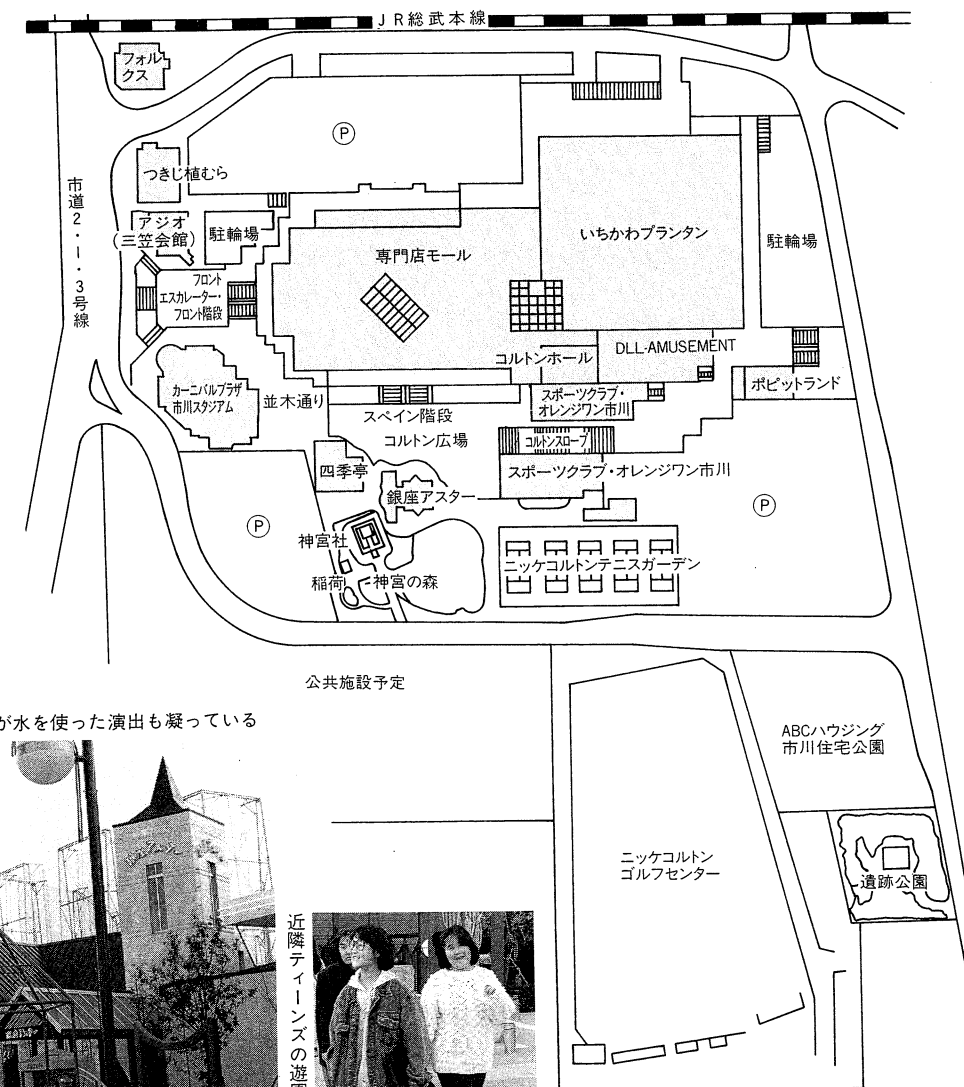 JR総武本線
フォル
クス
Ⓟ
つきじ植むら
市道2・1・3号線
アジオ
(三笠会館)
駐輪場
専門店モール
いちかわプランタン
駐輪場
フロント
エスカレーター・
フロント階段
コルトンホール
DLL-AMUSEMENT
カーニバルプラザ
市川スタジアム
並木通り
スペイン階段
コルトン広場
スポーツクラブ・
オレンジワン市川
ポピットランド
コルトンスロープ
四季亭
スポーツクラブ・オレンジワン市川
銀座アスター
Ⓟ
Ⓟ
神宮社
稲荷
神宮の森
ニッケコルトンテニスガーデン
公共施設予定
ABCハウジング
市川住宅公園
ニッケコルトン
ゴルフセンター
遺跡公園
が水を使った演出も凝っている
近隣ティーンズの遊園